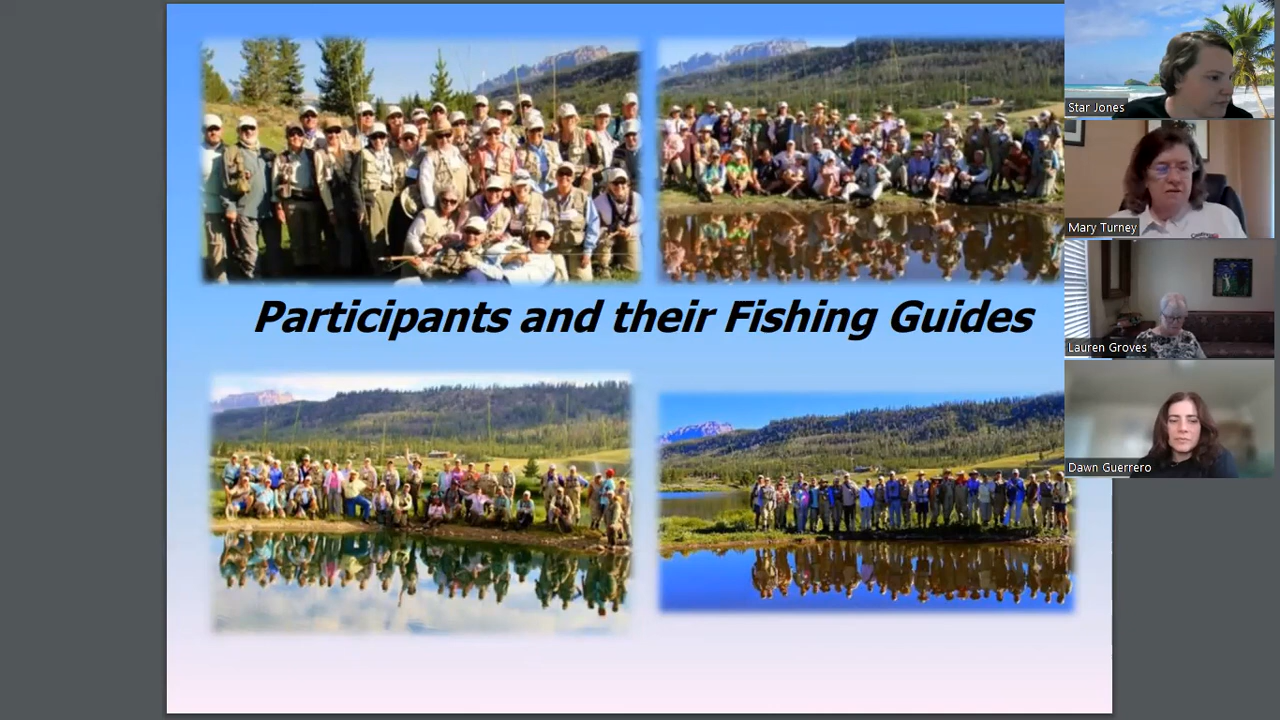 Participants and their Fishing Guides
Star Jones
Mary Turney
Lauren Groves
Dawn Guerrero